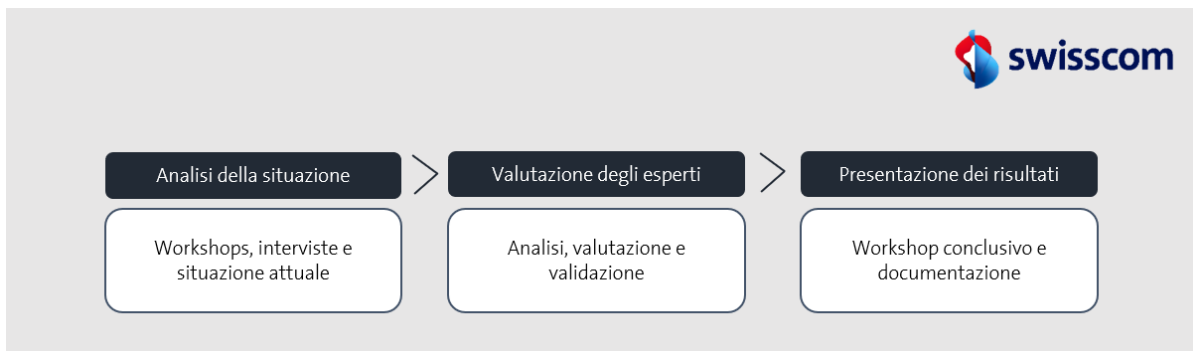 swisscom
Analisi della situazione
Valutazione degli esperti
Presentazione dei risultati
Workshops, interviste e
situazione attuale
Analisi, valutazione e
validazione
Workshop conclusivo e
documentazione